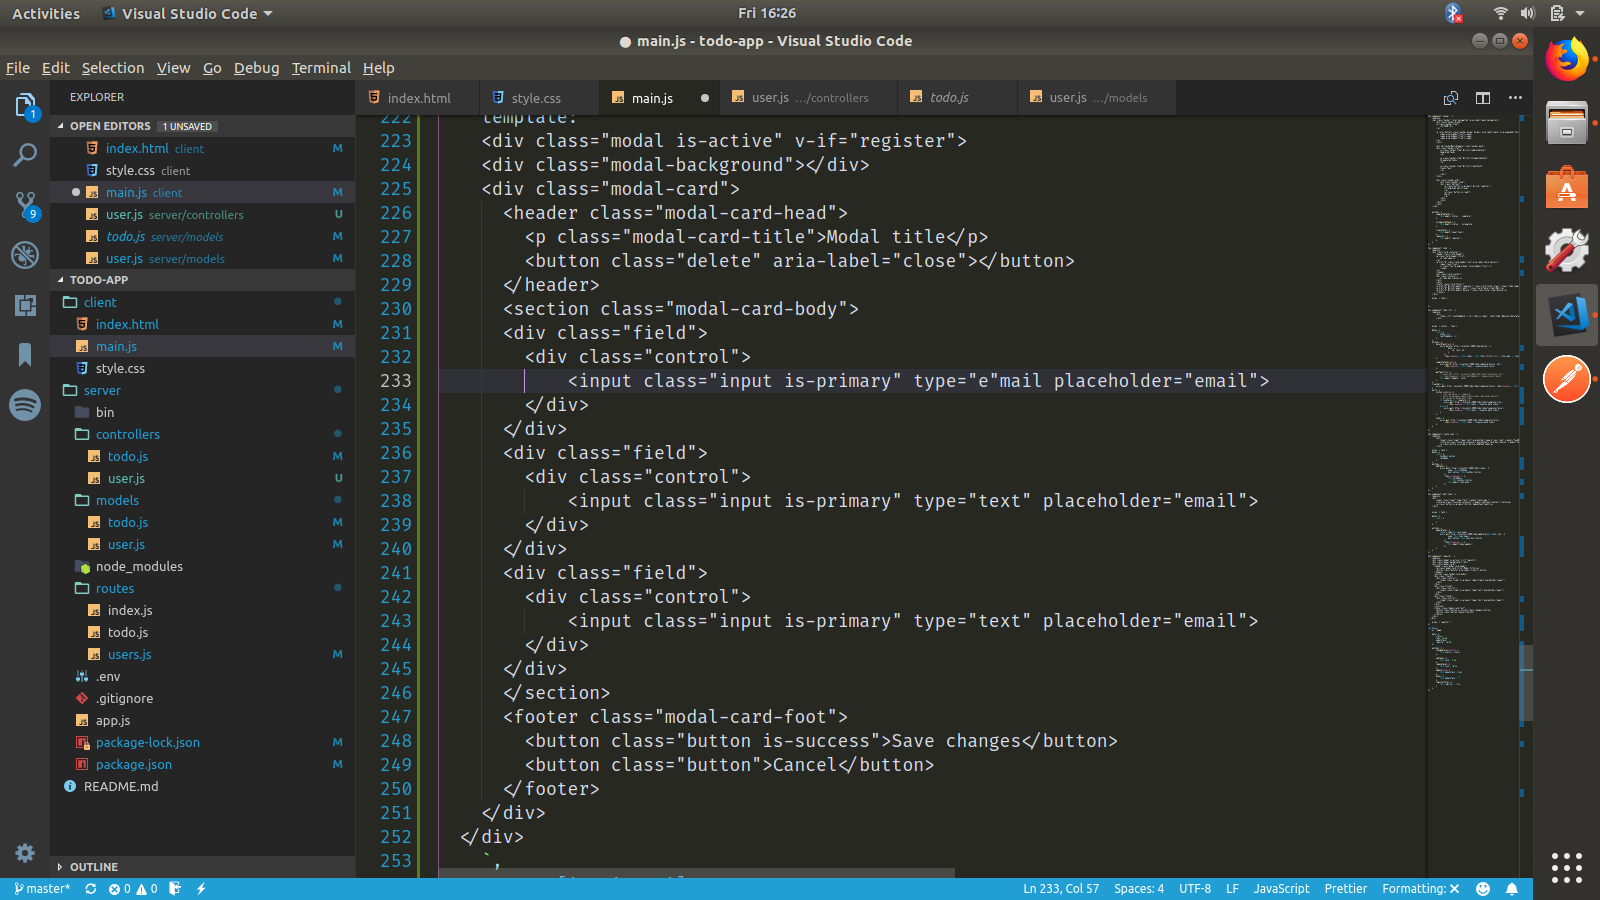 Activities
Visual Studio Code
Fri 16:26
main.js - todo-app - Visual Studio Code
File Edit Selection View Go Debug Terminal Help
EXPLORER
OPEN EDITORS 1 UNSAVED
index.html client M
style.css client
main.js client M
user.js server/controllers U
todo.js server/models M
user.js server/models M
TODO-APP
client
index.html M
main.js M
style.css
server
bin
controllers
todo.js M
user.js U
models
todo.js M
user.js M
node_modules
routes
index.js
todo.js
users.js M
.env
.gitignore
app.js
package-lock.json M
package.json M
README.md
OUTLINE
1
9
index.html
style.css
main.js
user.js .../controllers
todo.js
user.js .../models
222 template:
223 <div class="modal is-active" v-if="register">
224 <div class="modal-background"></div>
225 <div class="modal-card">
226 <header class="modal-card-head">
227 <p class="modal-card-title">Modal title</p>
228 <button class="delete" aria-label="close"></button>
229 </header>
230 <section class="modal-card-body">
231 <div class="field">
232 <div class="control">
233 <input class="input is-primary" type="e"mail placeholder="email">
234 </div>
235 </div>
236 <div class="field">
237 <div class="control">
238 <input class="input is-primary" type="text" placeholder="email">
239 </div>
240 </div>
241 <div class="field">
242 <div class="control">
243 <input class="input is-primary" type="text" placeholder="email">
244 </div>
245 </div>
246 </section>
247 <footer class="modal-card-foot">
248 <button class="button is-success">Save changes</button>
249 <button class="button">Cancel</button>
250 </footer>
251 </div>
252 </div>
253 `,
master* 0 0
Ln 233, Col 57 Spaces: 4 UTF-8 LF JavaScript Prettier Formatting: ✕